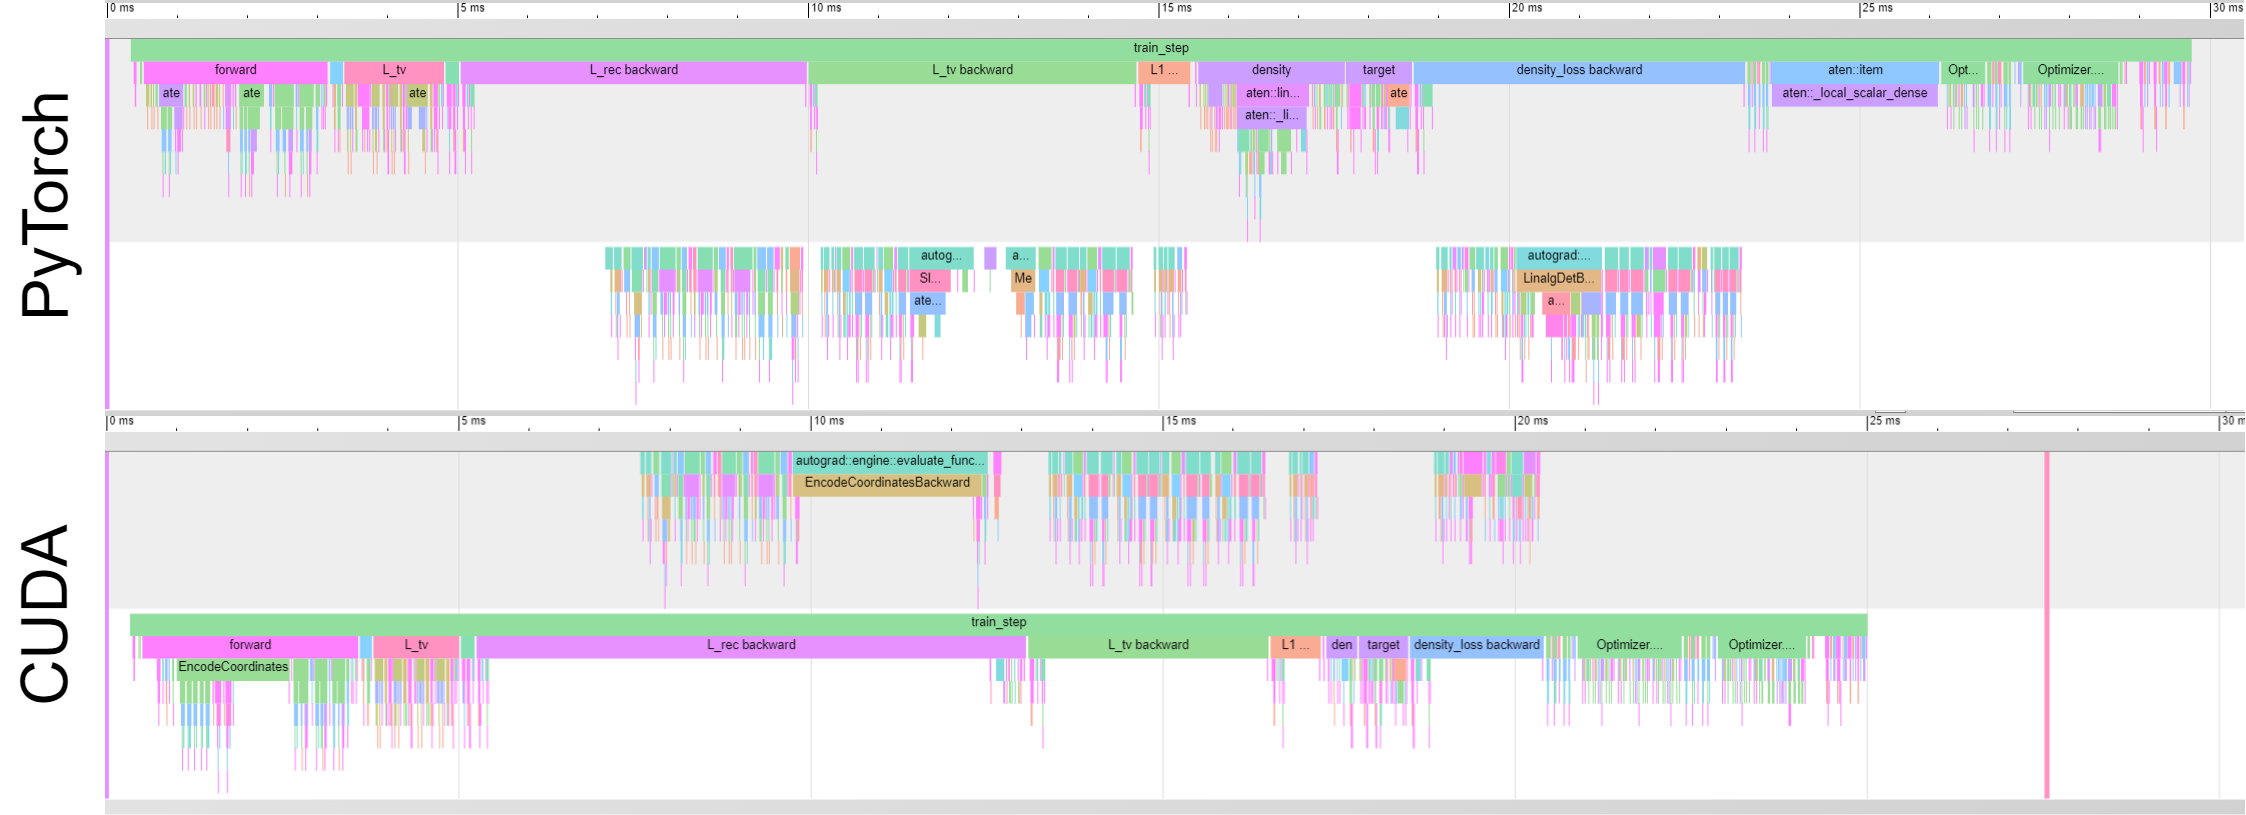 PyTorch
0 ms 5 ms 10 ms 15 ms 20 ms 25 ms 30 ms
train_step
forward L_tv L_rec backward L_tv backward L1 ... density target density_loss backward aten::item Opt... Optimizer....
ate ate ate aten::lin... ate aten::_local_scalar_dense
aten::_li...
autog... a... autograd:...
Sl... Me LinalgDetB...
ate... a...
CUDA
0 ms 5 ms 10 ms 15 ms 20 ms 25 ms 30 m
autograd::engine::evaluate_func...
EncodeCoordinatesBackward
train_step
forward L_tv L_rec backward L_tv backward L1 ... den target density_loss backward Optimizer.... Optimizer....
EncodeCoordinates